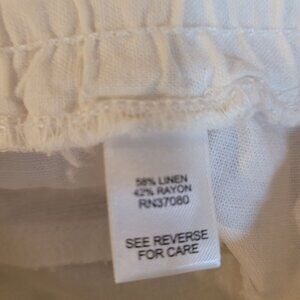 58% LINEN
42% RAYON
RN37080
SEE REVERSE
FOR CARE